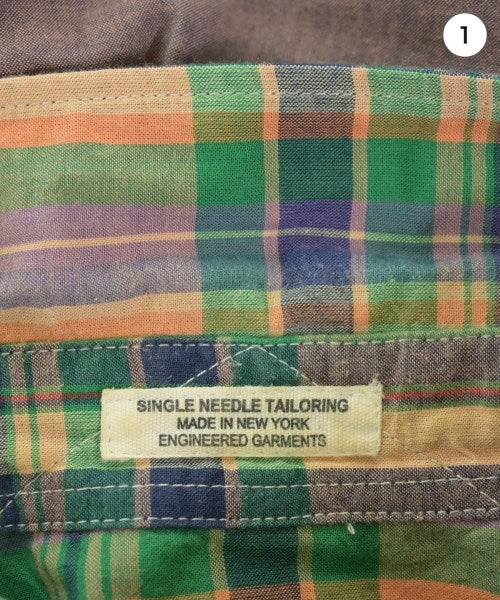 1
SINGLE NEEDLE TAILORING
MADE IN NEW YORK
ENGINEERED GARMENTS